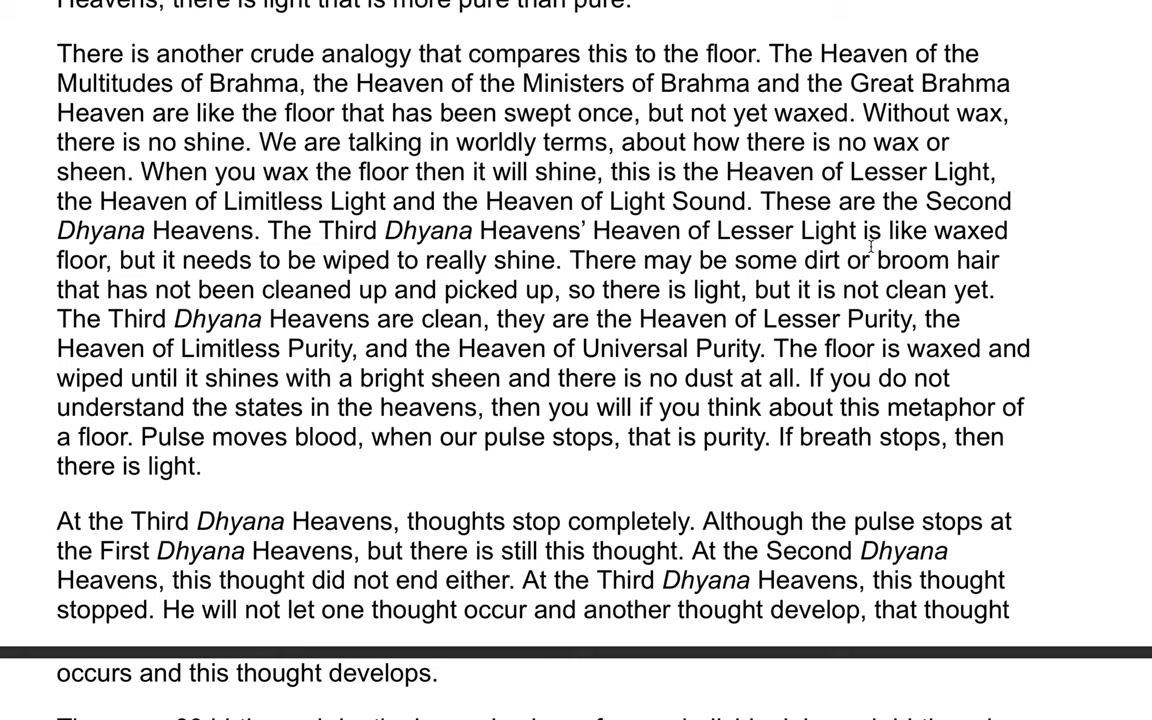 Heavens, there is light that is more pure than pure.
There is another crude analogy that compares this to the floor. The Heaven of the
Multitudes of Brahma, the Heaven of the Ministers of Brahma and the Great Brahma
Heaven are like the floor that has been swept once, but not yet waxed. Without wax,
there is no shine. We are talking in worldly terms, about how there is no wax or
sheen. When you wax the floor then it will shine, this is the Heaven of Lesser Light,
the Heaven of Limitless Light and the Heaven of Light Sound. These are the Second
Dhyana Heavens. The Third Dhyana Heavens’ Heaven of Lesser Light is like waxed
floor, but it needs to be wiped to really shine. There may be some dirt or broom hair
that has not been cleaned up and picked up, so there is light, but it is not clean yet.
The Third Dhyana Heavens are clean, they are the Heaven of Lesser Purity, the
Heaven of Limitless Purity, and the Heaven of Universal Purity. The floor is waxed and
wiped until it shines with a bright sheen and there is no dust at all. If you do not
understand the states in the heavens, then you will if you think about this metaphor of
a floor. Pulse moves blood, when our pulse stops, that is purity. If breath stops, then
there is light.
At the Third Dhyana Heavens, thoughts stop completely. Although the pulse stops at
the First Dhyana Heavens, but there is still this thought. At the Second Dhyana
Heavens, this thought did not end either. At the Third Dhyana Heavens, this thought
stopped. He will not let one thought occur and another thought develop, that thought
occurs and this thought develops.